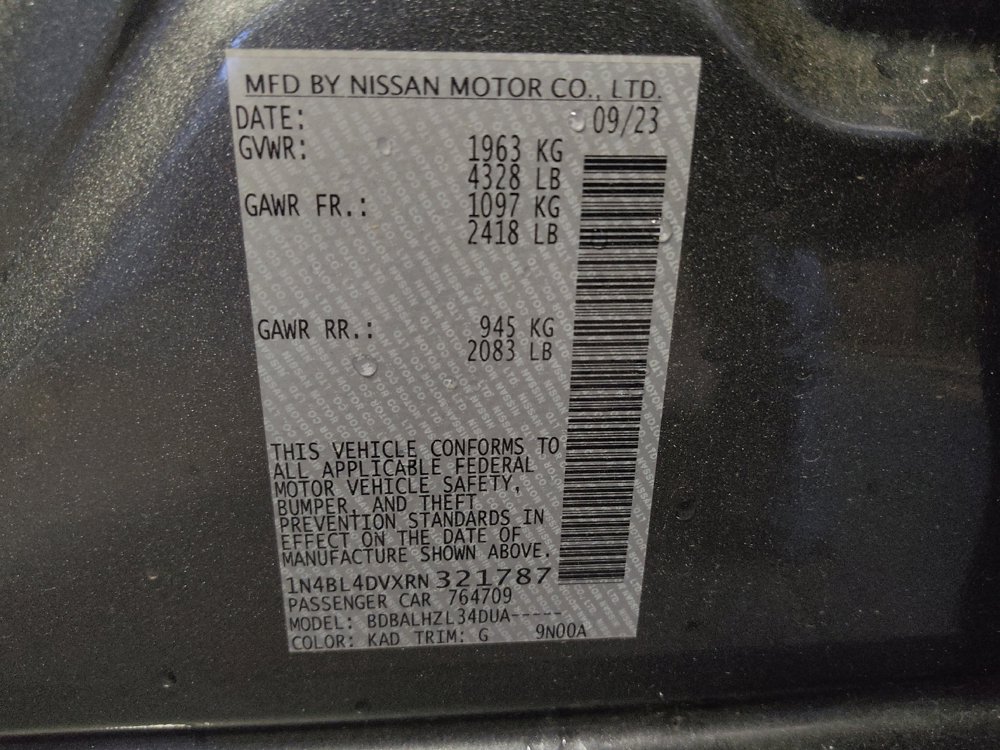 MFD BY NISSAN MOTOR CO., LTD.
DATE: 09/23
GVWR: 1963 KG
4328 LB
GAWR FR.: 1097 KG
2418 LB
GAWR RR.: 945 KG
2083 LB
THIS VEHICLE CONFORMS TO
ALL APPLICABLE FEDERAL
MOTOR VEHICLE SAFETY,
BUMPER, AND THEFT
PREVENTION STANDARDS IN
EFFECT ON THE DATE OF
MANUFACTURE SHOWN ABOVE.
1N4BL4DVXRN321787
PASSENGER CAR 764709
MODEL: BDBALHZL34DUA-----
COLOR: KAD TRIM: G 9N00A